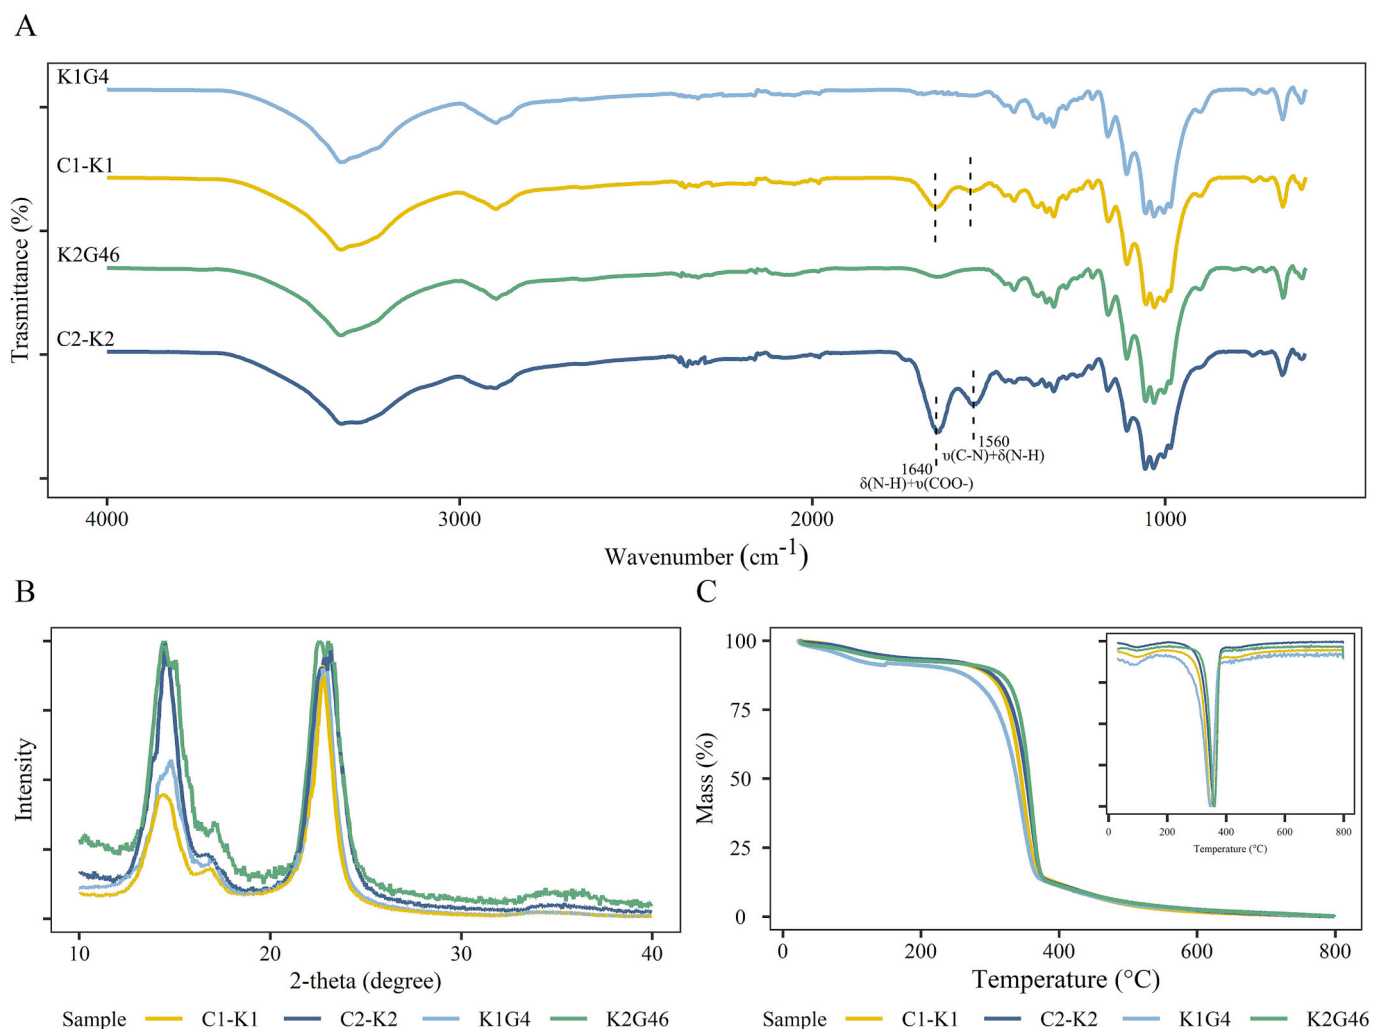 A
K1G4
C1-K1
K2G46
C2-K2
Trasmittance (%)
1560
υ(C-N)+δ(N-H)
1640
δ(N-H)+υ(COO-)
4000 3000 2000 1000
Wavenumber (cm-1)
B
Intensity
10 20 30 40
2-theta (degree)
Sample C1-K1 C2-K2 K1G4 K2G46
C
Mass (%)
100
75
50
25
0
0 200 400 600 800
Temperature (°C)
0 200 400 600 800
Temperature (°C)
Sample C1-K1 C2-K2 K1G4 K2G46